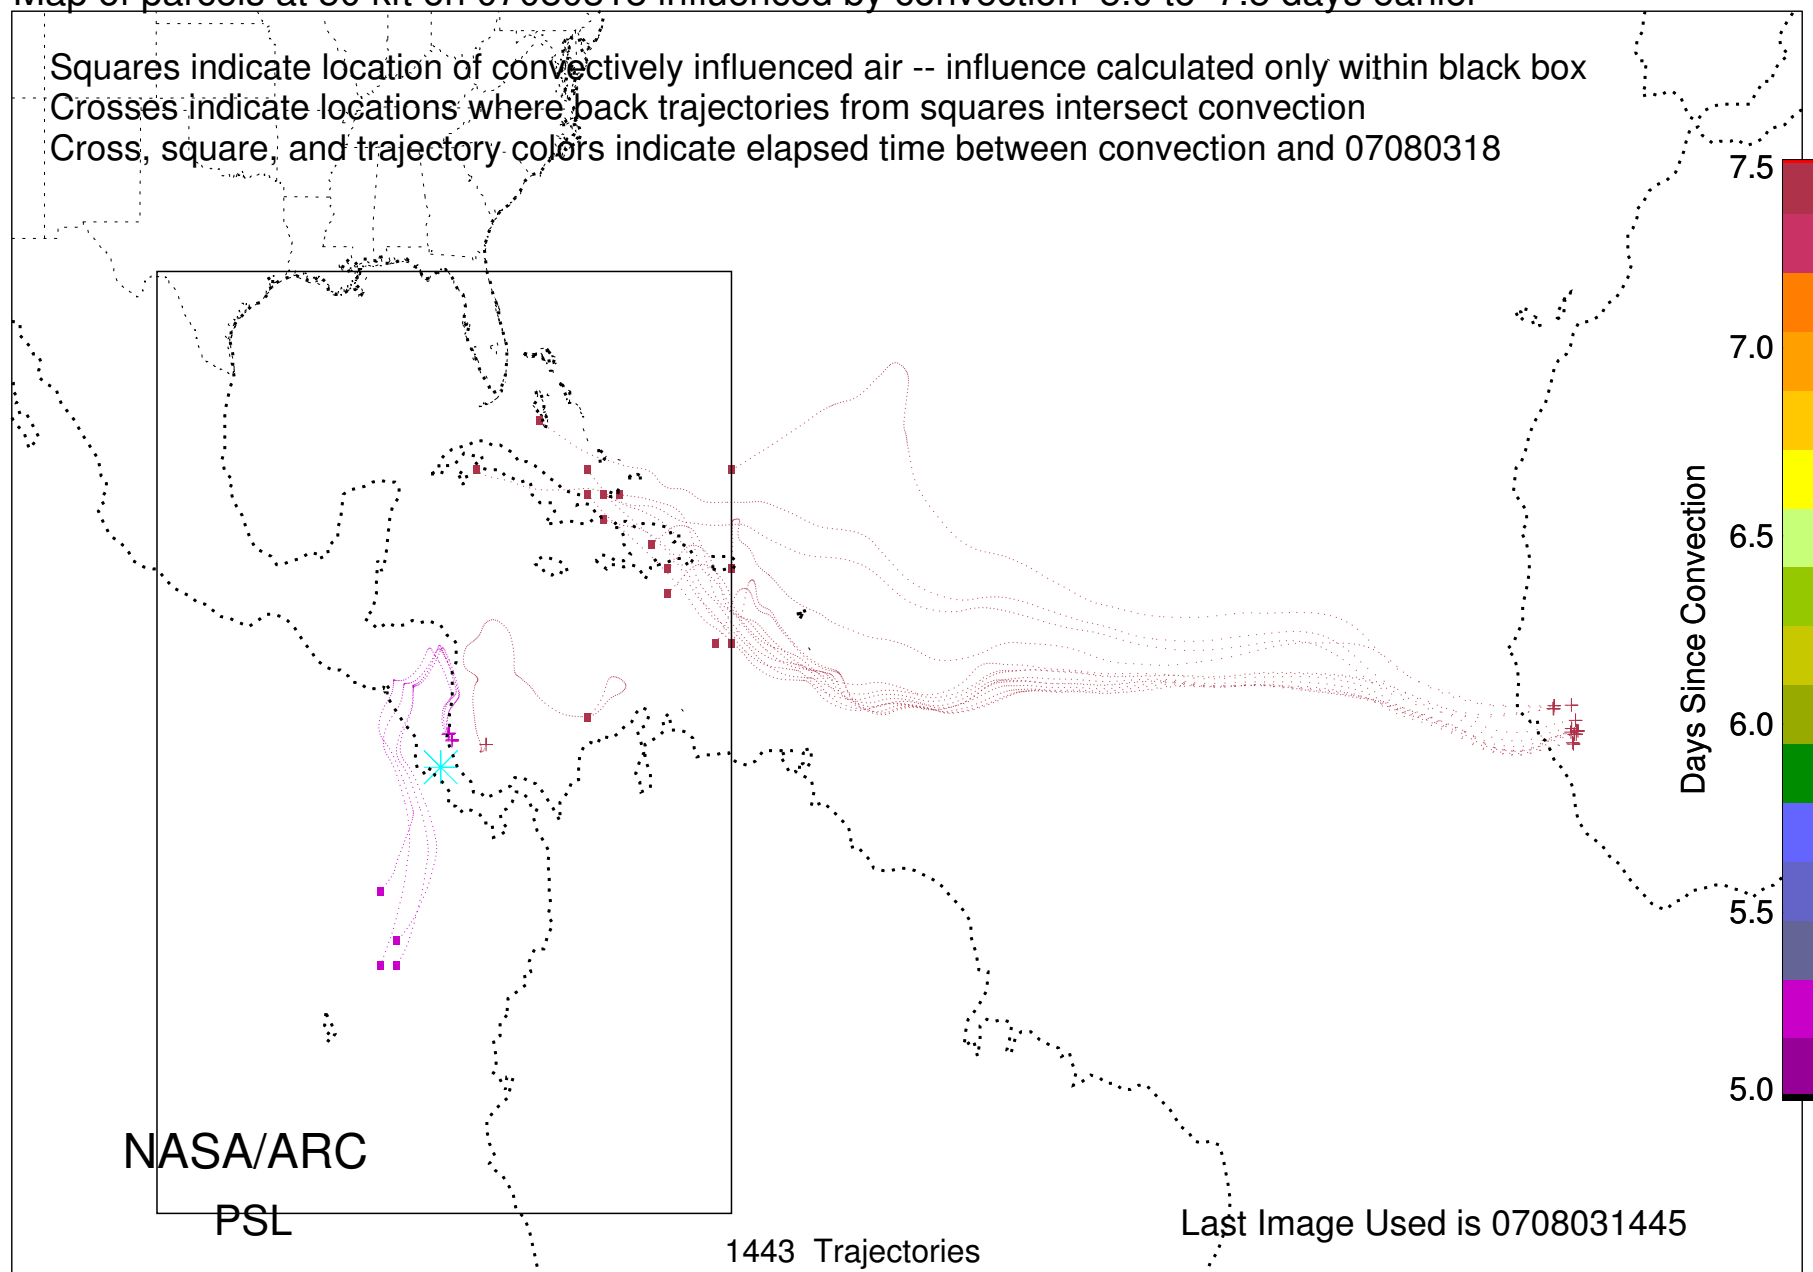 Squares indicate location of convectively influenced air -- influence calculated only within black box
Crosses indicate locations where back trajectories from squares intersect convection
Cross, square, and trajectory colors indicate elapsed time between convection and 07080318
7.5
7.0
6.5
6.0
5.5
5.0
Days Since Convection
NASA/ARC
PSL
1443 Trajectories
Last Image Used is 0708031445